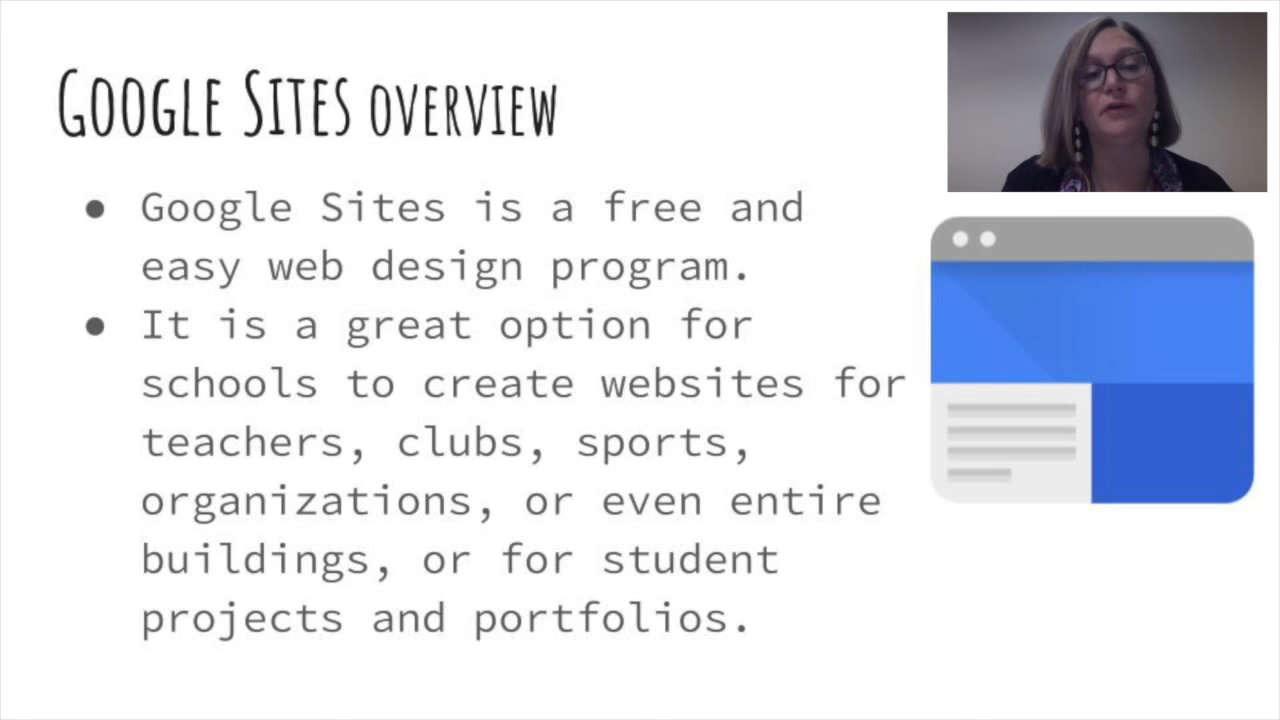 Google Sites overview
● Google Sites is a free and
easy web design program.
● It is a great option for
schools to create websites for
teachers, clubs, sports,
organizations, or even entire
buildings, or for student
projects and portfolios.